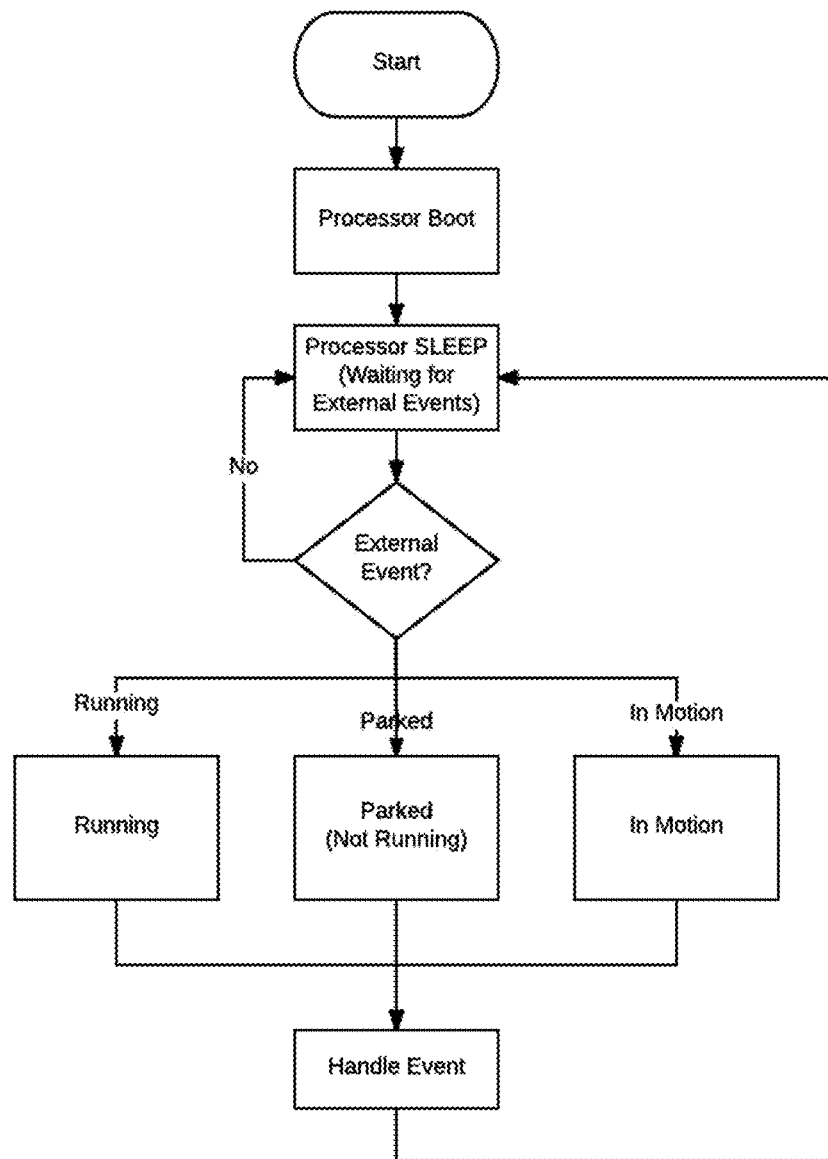 Start
Processor Boot
Processor SLEEP
(Waiting for
External Events)
No
External
Event?
Running
Parked
In Motion
Running
Parked
(Not Running)
In Motion
Handle Event